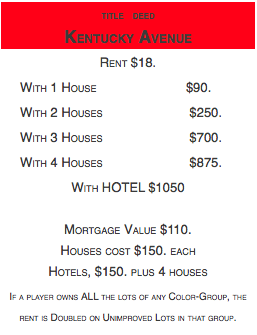 TITLE DEED
KENTUCKY AVENUE
RENT $18.
WITH 1 HOUSE $90.
WITH 2 HOUSES $250.
WITH 3 HOUSES $700.
WITH 4 HOUSES $875.
WITH HOTEL $1050
MORTGAGE VALUE $110.
HOUSES COST $150. EACH
HOTELS, $150. PLUS 4 HOUSES
IF A PLAYER OWNS ALL THE LOTS OF ANY COLOR-GROUP, THE
RENT IS DOUBLED ON UNIMPROVED LOTS IN THAT GROUP.